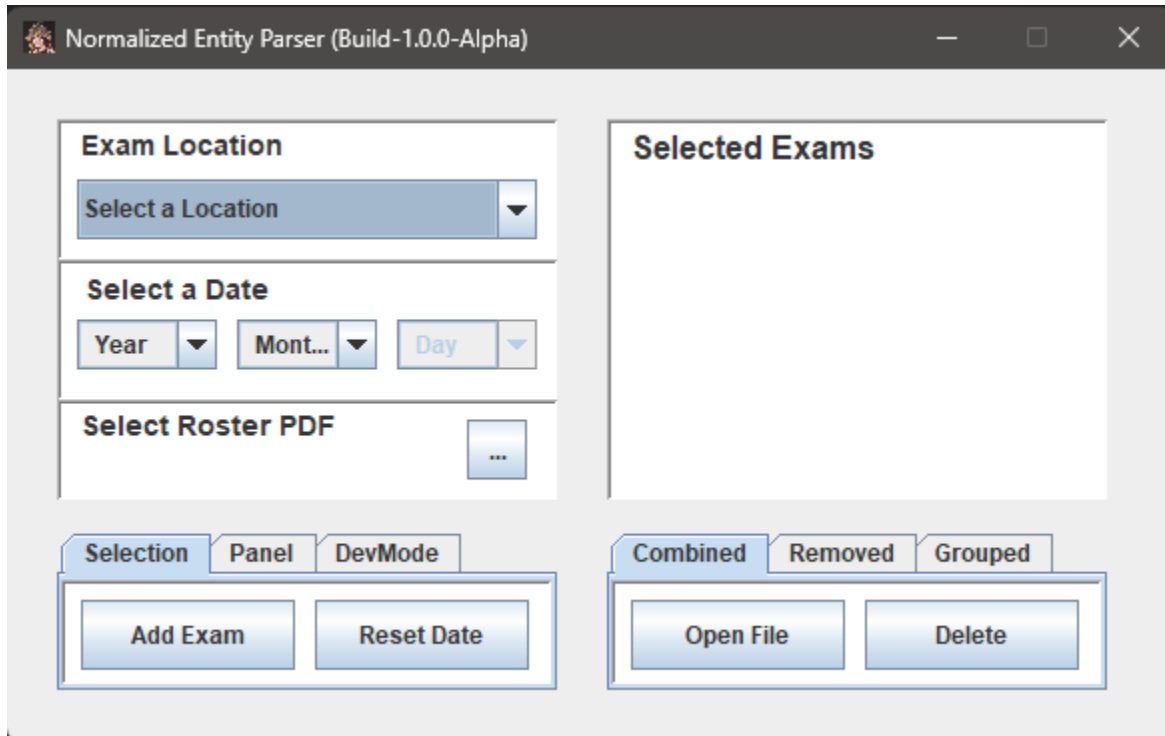 Normalized Entity Parser (Build-1.0.0-Alpha)
Exam Location
Select a Location
Select a Date
Year Mont... Day
Select Roster PDF
...
Selection Panel DevMode
Add Exam Reset Date
Selected Exams
Combined Removed Grouped
Open File Delete